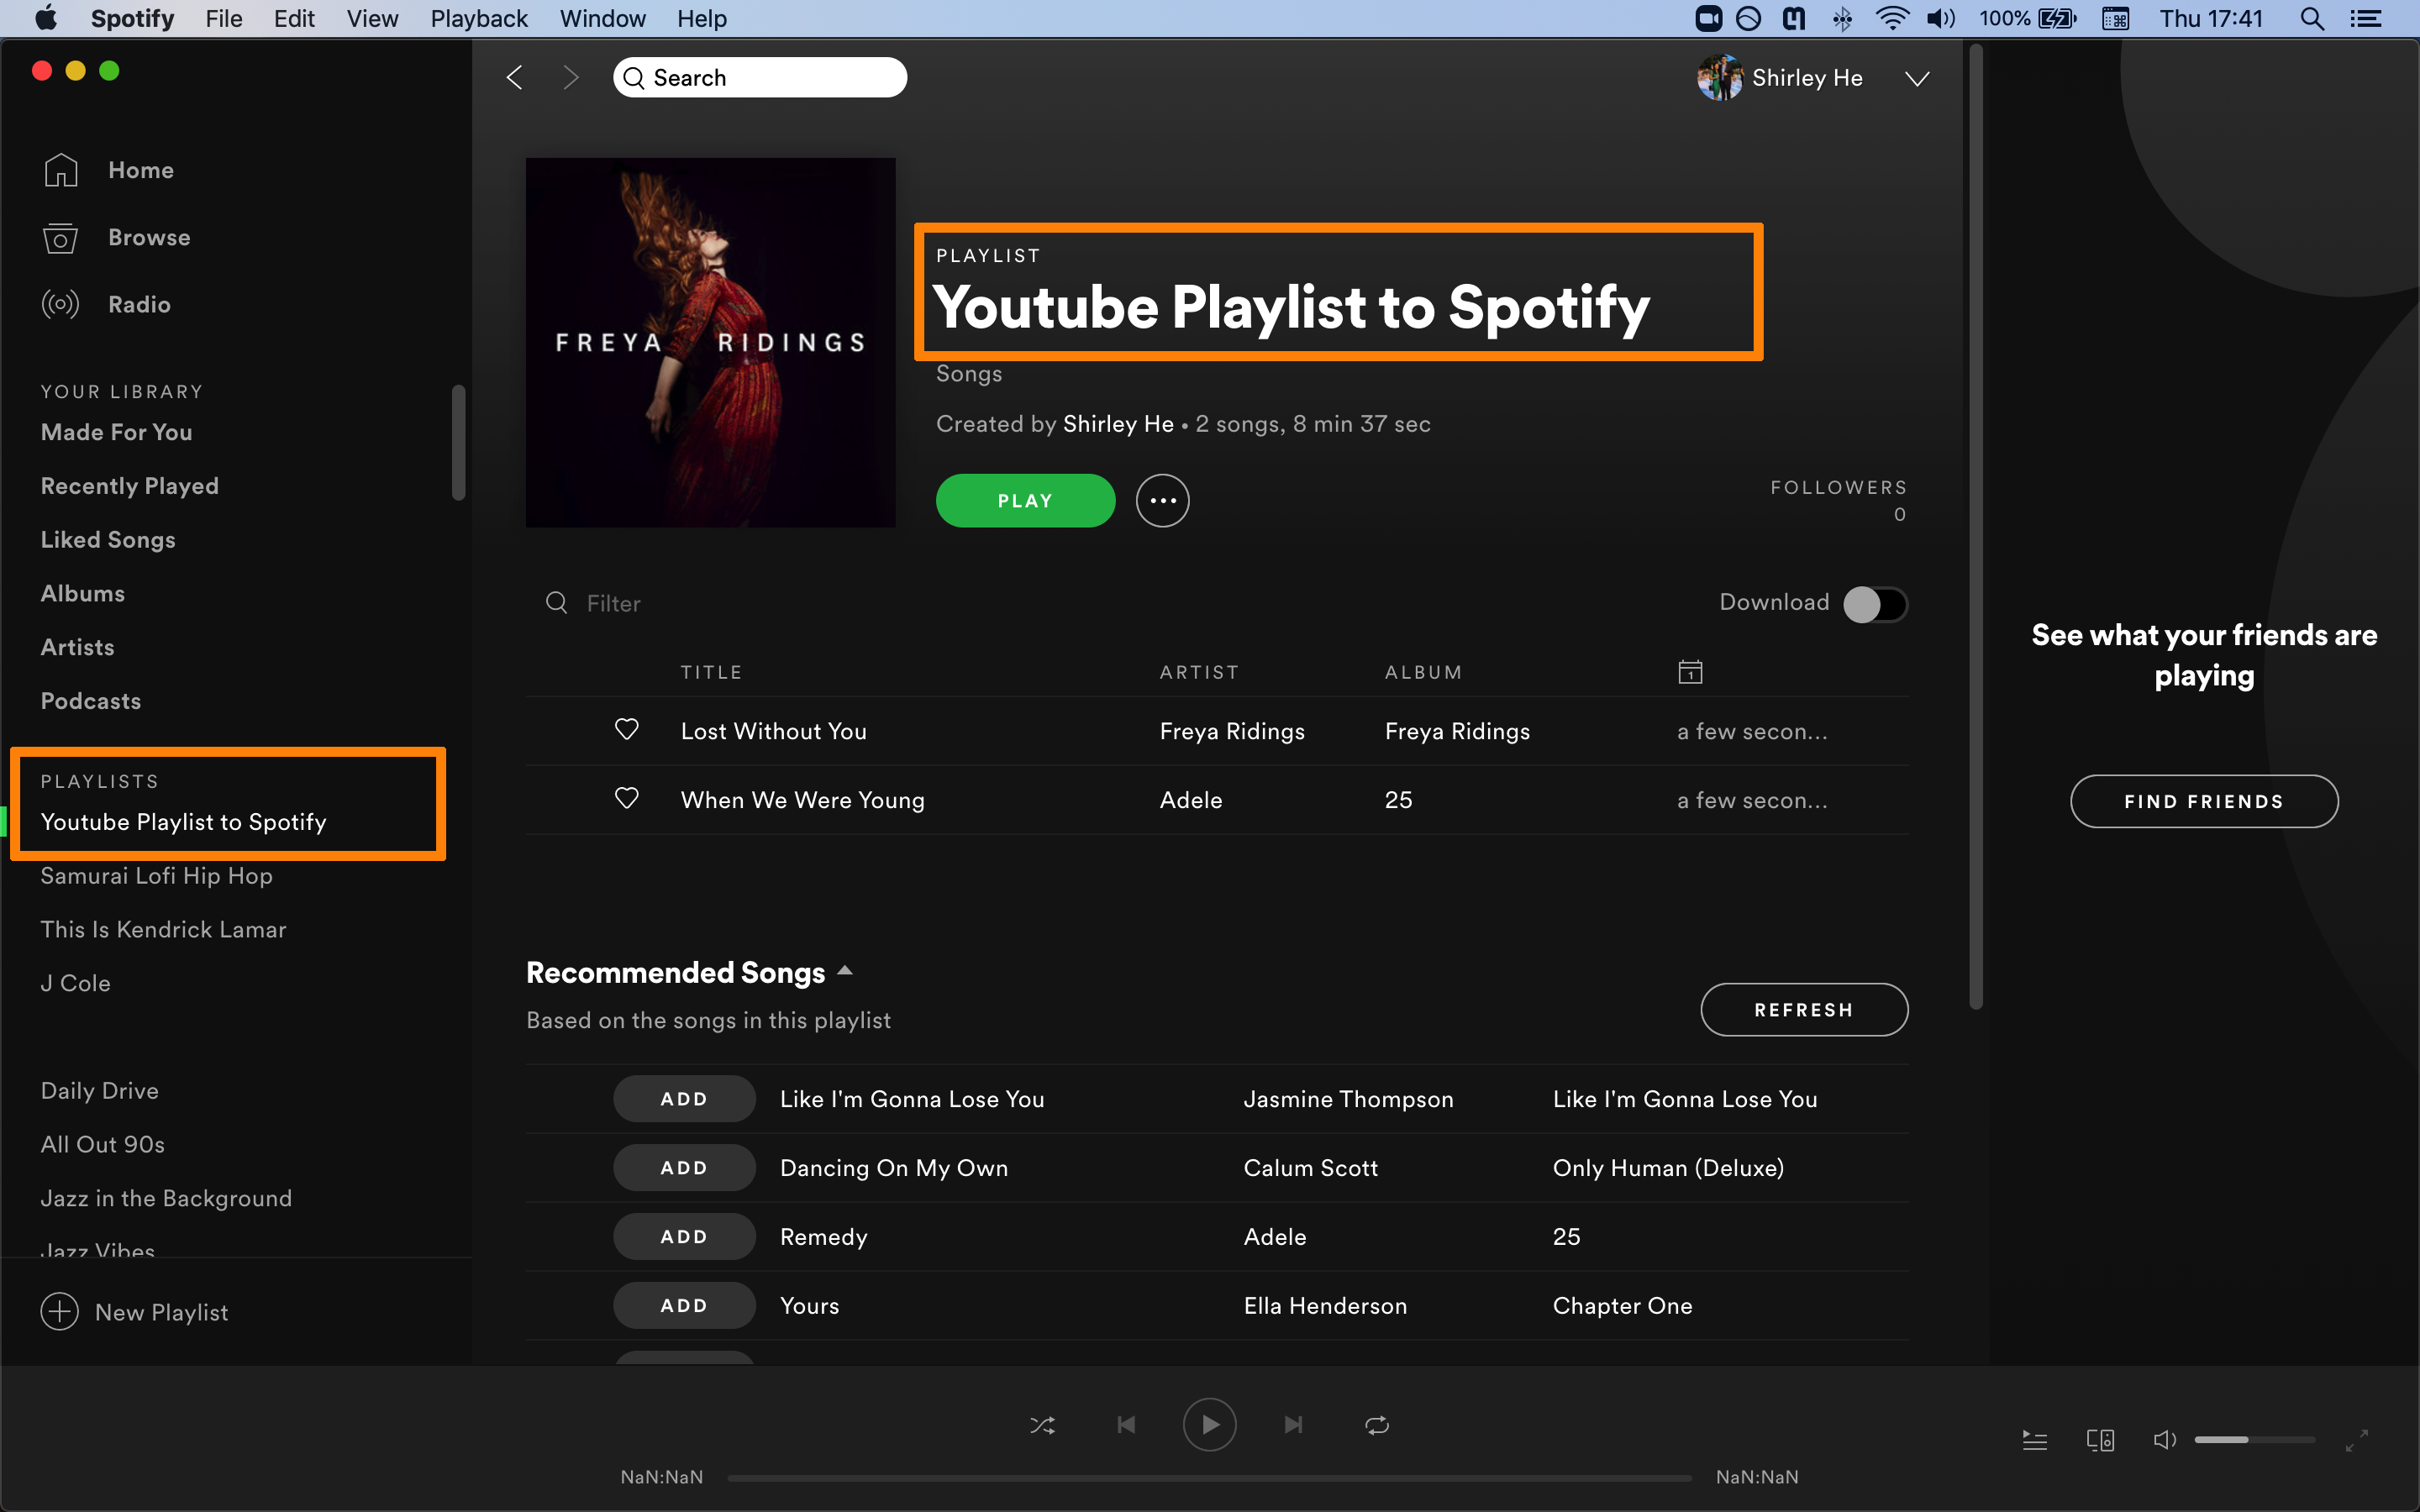 Spotify File Edit View Playback Window Help 100% Thu 17:41
Search
Shirley He
Home
Browse
Radio
YOUR LIBRARY
Made For You
Recently Played
Liked Songs
Albums
Artists
Podcasts
PLAYLISTS
Youtube Playlist to Spotify
Samurai Lofi Hip Hop
This Is Kendrick Lamar
J Cole
Daily Drive
All Out 90s
Jazz in the Background
Jazz Vibes
New Playlist
FREYA RIDINGS
PLAYLIST
Youtube Playlist to Spotify
Songs
Created by Shirley He • 2 songs, 8 min 37 sec
PLAY
FOLLOWERS
0
Filter
Download
TITLE ARTIST ALBUM 1
Lost Without You Freya Ridings Freya Ridings a few secon...
When We Were Young Adele 25 a few secon...
Recommended Songs
Based on the songs in this playlist
REFRESH
ADD Like I'm Gonna Lose You Jasmine Thompson Like I'm Gonna Lose You
ADD Dancing On My Own Calum Scott Only Human (Deluxe)
ADD Remedy Adele 25
ADD Yours Ella Henderson Chapter One
See what your friends are
playing
FIND FRIENDS
NaN:NaN NaN:NaN